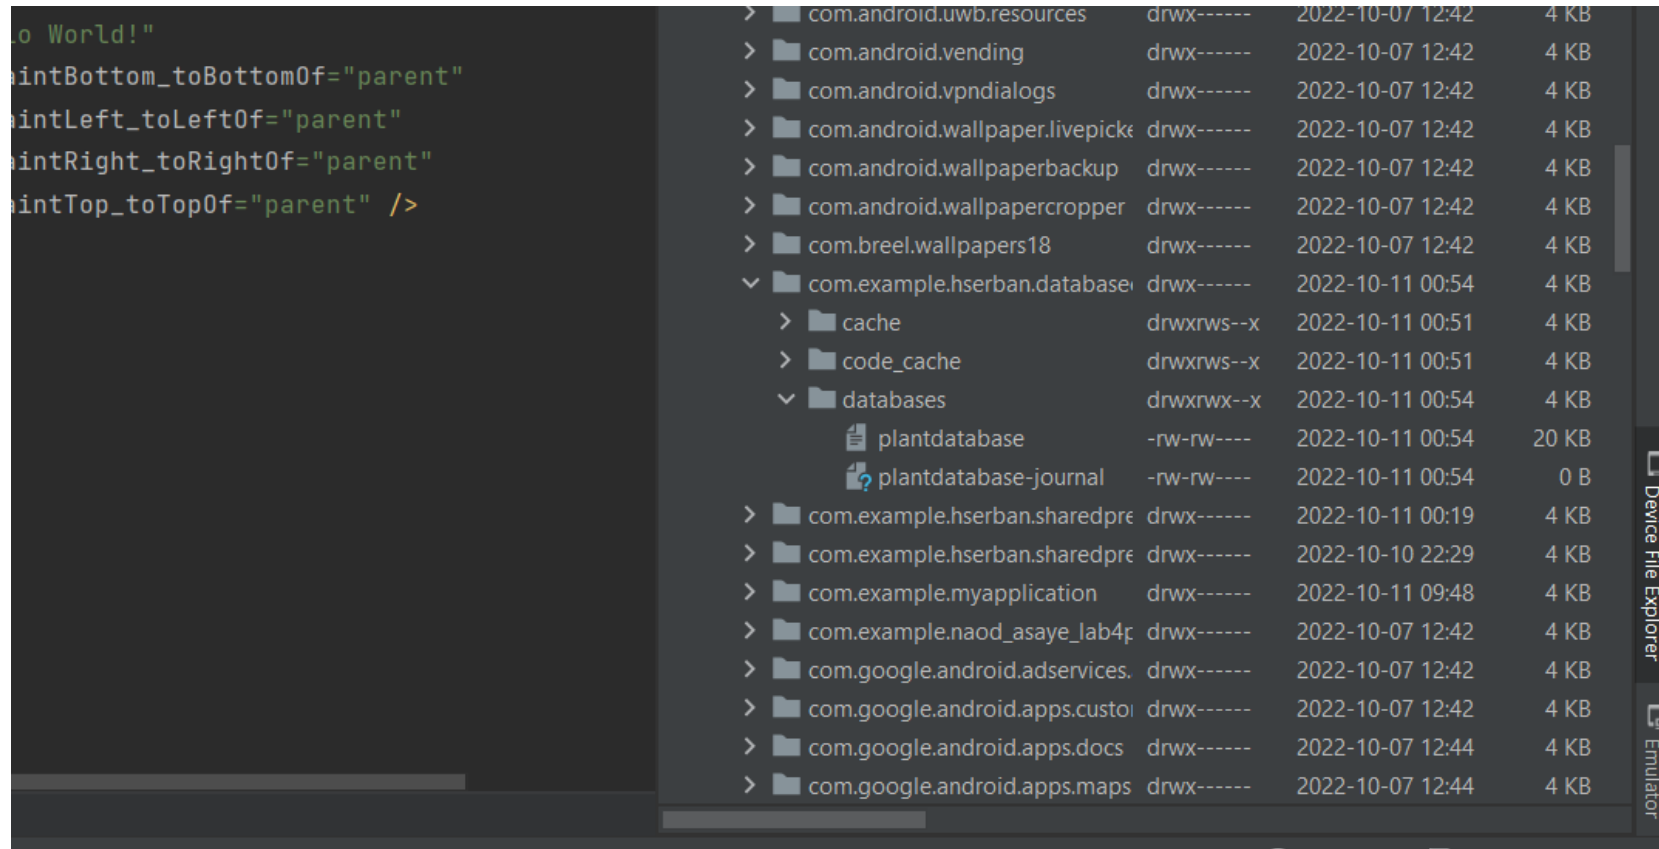 lo World!"
aintBottom_toBottomOf="parent"
aintLeft_toLeftOf="parent"
aintRight_toRightOf="parent"
aintTop_toTopOf="parent" />
com.android.uwb.resources drwx------ 2022-10-07 12:42 4 KB
com.android.vending drwx------ 2022-10-07 12:42 4 KB
com.android.vpndialogs drwx------ 2022-10-07 12:42 4 KB
com.android.wallpaper.livepicke drwx------ 2022-10-07 12:42 4 KB
com.android.wallpaperbackup drwx------ 2022-10-07 12:42 4 KB
com.android.wallpapercropper drwx------ 2022-10-07 12:42 4 KB
com.breel.wallpapers18 drwx------ 2022-10-07 12:42 4 KB
com.example.hserban.database drwx------ 2022-10-11 00:54 4 KB
cache drwxrws--x 2022-10-11 00:51 4 KB
code_cache drwxrws--x 2022-10-11 00:51 4 KB
databases drwxrwx--x 2022-10-11 00:54 4 KB
plantdatabase -rw-rw---- 2022-10-11 00:54 20 KB
plantdatabase-journal -rw-rw---- 2022-10-11 00:54 0 B
com.example.hserban.sharedpre drwx------ 2022-10-11 00:19 4 KB
com.example.hserban.sharedpre drwx------ 2022-10-10 22:29 4 KB
com.example.myapplication drwx------ 2022-10-11 09:48 4 KB
com.example.naod_asaye_lab4p drwx------ 2022-10-07 12:42 4 KB
com.google.android.adservices. drwx------ 2022-10-07 12:42 4 KB
com.google.android.apps.custo drwx------ 2022-10-07 12:42 4 KB
com.google.android.apps.docs drwx------ 2022-10-07 12:44 4 KB
com.google.android.apps.maps drwx------ 2022-10-07 12:44 4 KB
Device File Explorer
Emulator